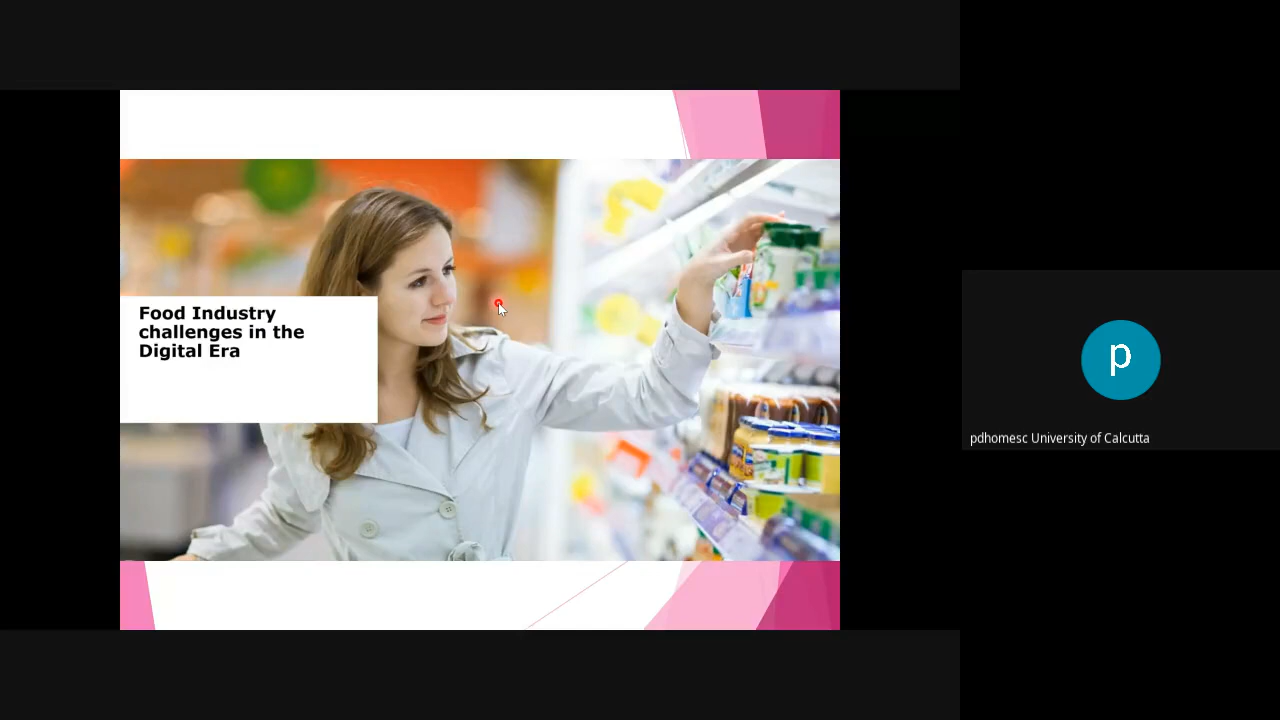 Food Industry
challenges in the
Digital Era
p
pdhomesc University of Calcutta